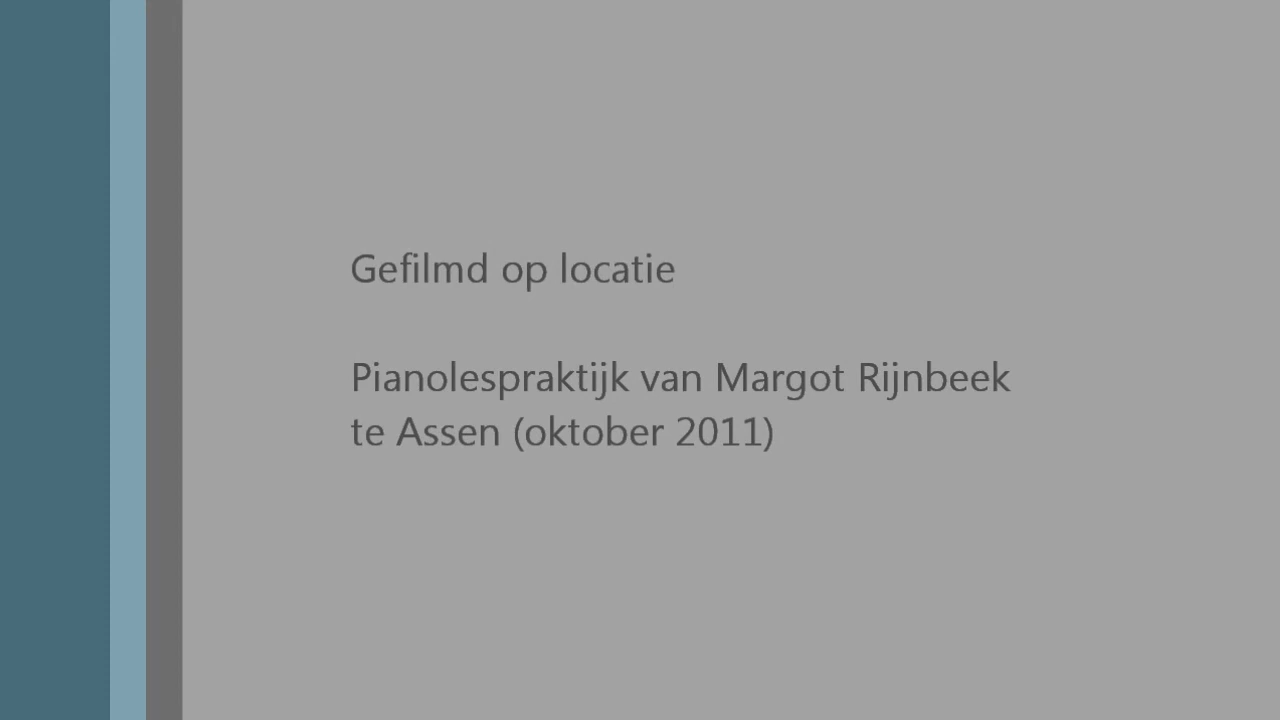 Gefilmd op locatie
Pianolespraktijk van Margot Rijnbeek
te Assen (oktober 2011)